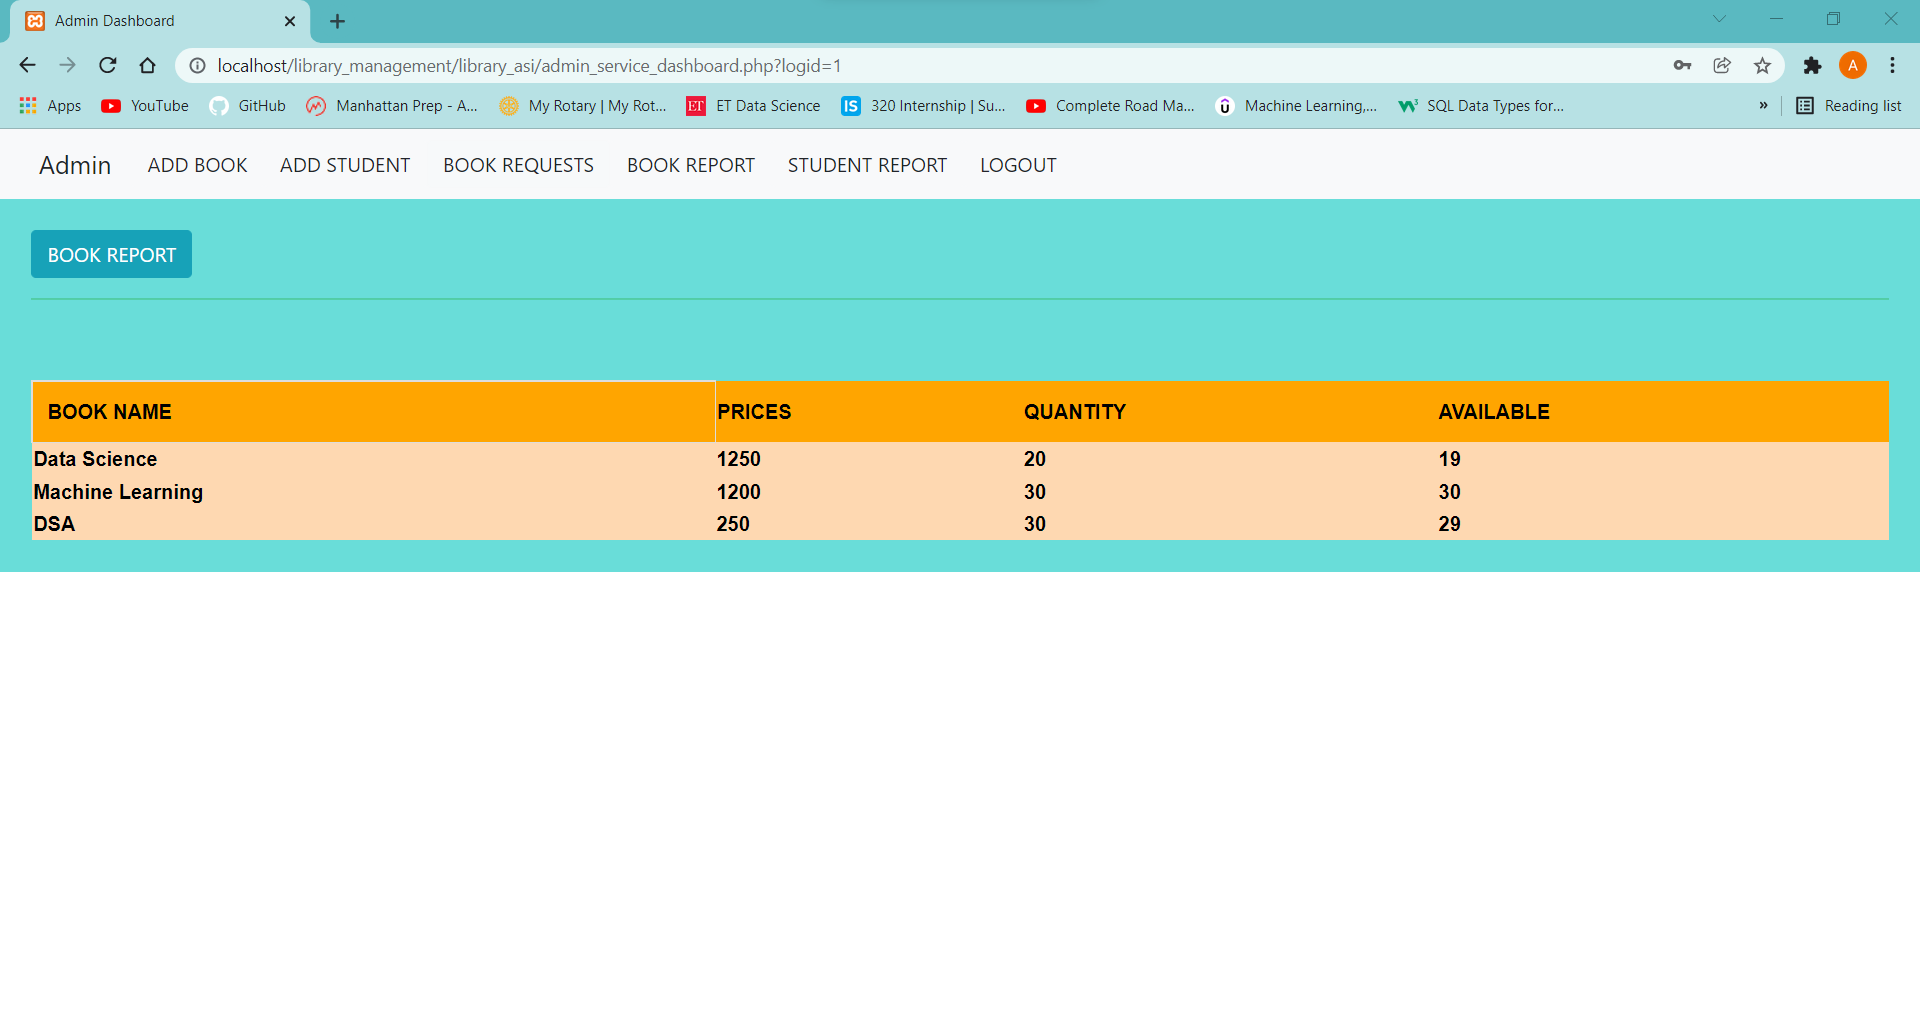 Admin Dashboard
localhost/library_management/library_asi/admin_service_dashboard.php?logid=1
A
Apps YouTube GitHub Manhattan Prep - A... My Rotary | My Rot... ET ET Data Science IS 320 Internship | Su... Complete Road Ma... Machine Learning,... SQL Data Types for... » Reading list
Admin ADD BOOK ADD STUDENT BOOK REQUESTS BOOK REPORT STUDENT REPORT LOGOUT
BOOK REPORT
BOOK NAME PRICES QUANTITY AVAILABLE
Data Science 1250 20 19
Machine Learning 1200 30 30
DSA 250 30 29